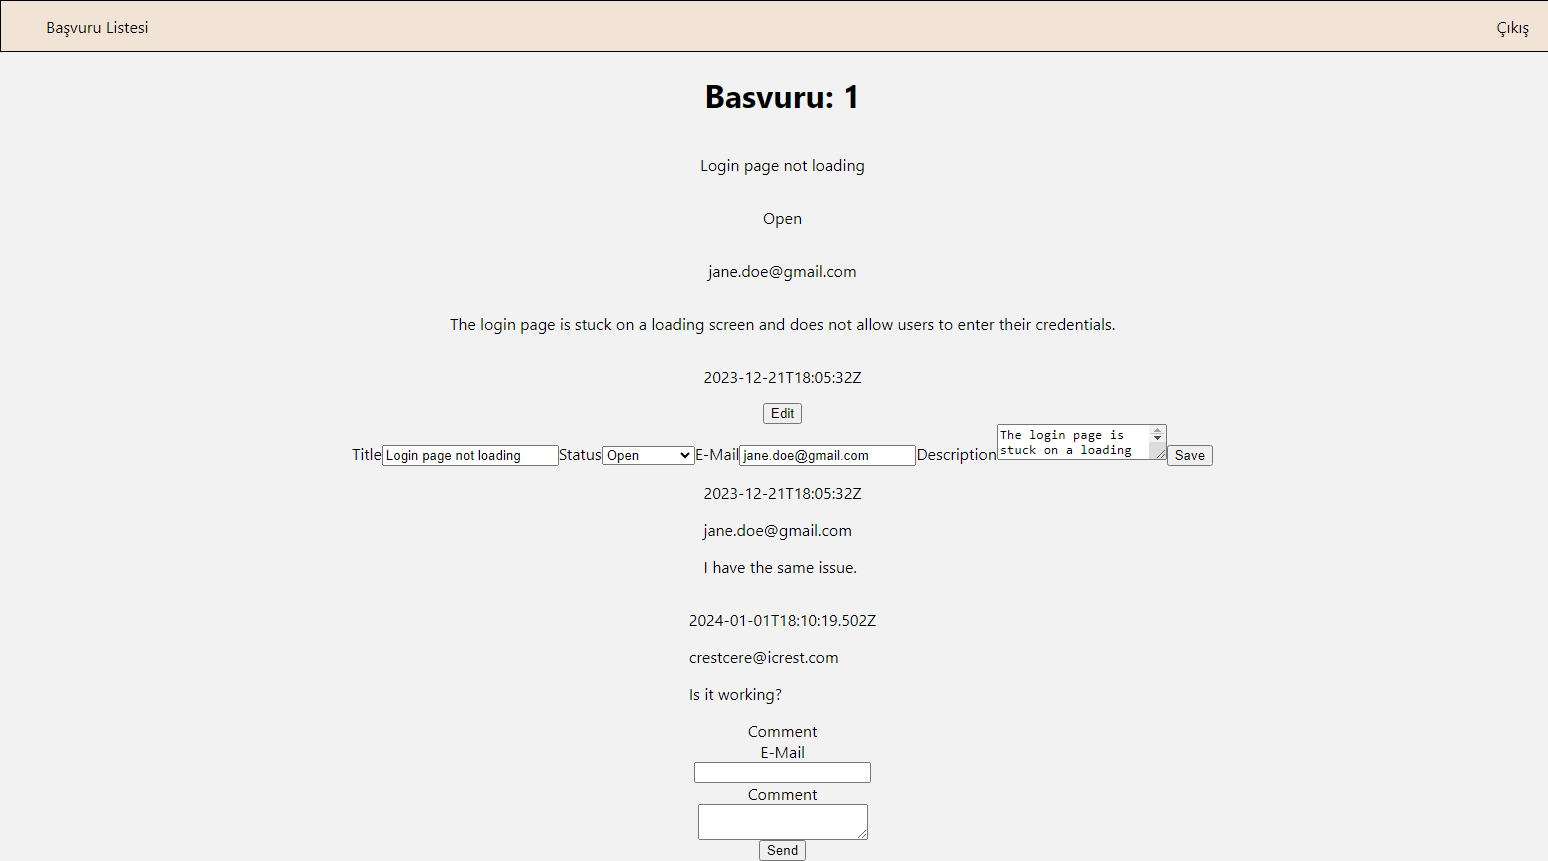 Başvuru Listesi Çıkış
Basvuru: 1
Login page not loading
Open
jane.doe@gmail.com
The login page is stuck on a loading screen and does not allow users to enter their credentials.
2023-12-21T18:05:32Z
Edit
Title Login page not loading Status Open E-Mail jane.doe@gmail.com Description The login page is
stuck on a loading Save
2023-12-21T18:05:32Z
jane.doe@gmail.com
I have the same issue.
2024-01-01T18:10:19.502Z
crestcere@icrest.com
Is it working?
Comment
E-Mail
Comment
Send